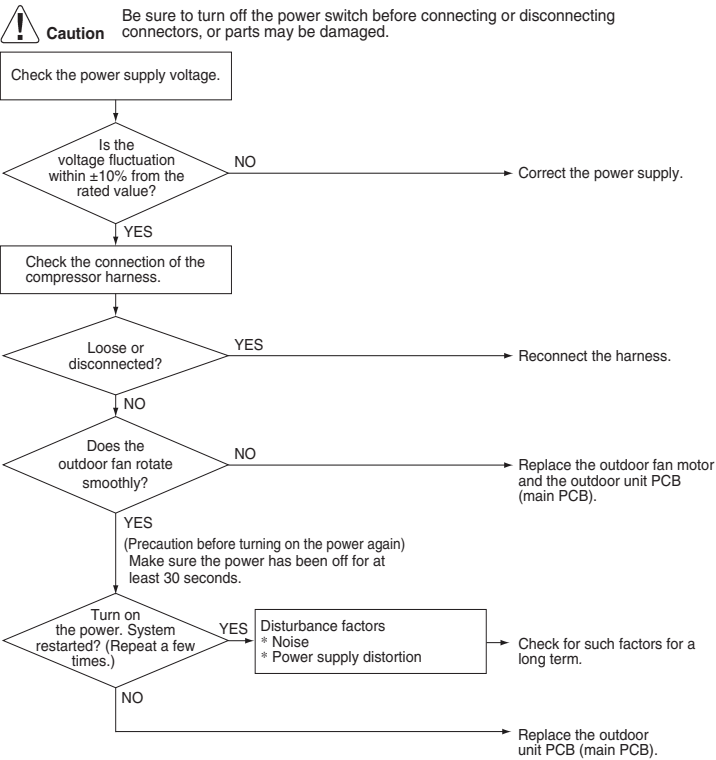 Be sure to turn off the power switch before connecting or disconnecting
Caution connectors, or parts may be damaged.
Check the power supply voltage.
Is the
voltage fluctuation
within ±10% from the
rated value?
NO
Correct the power supply.
YES
Check the connection of the
compressor harness.
Loose or
disconnected?
YES
Reconnect the harness.
NO
Does the
outdoor fan rotate
smoothly?
NO
Replace the outdoor fan motor
and the outdoor unit PCB
(main PCB).
YES
(Precaution before turning on the power again)
Make sure the power has been off for at
least 30 seconds.
Turn on
the power. System
restarted? (Repeat a few
times.)
YES
Disturbance factors
* Noise
* Power supply distortion
Check for such factors for a
long term.
NO
Replace the outdoor
unit PCB (main PCB).